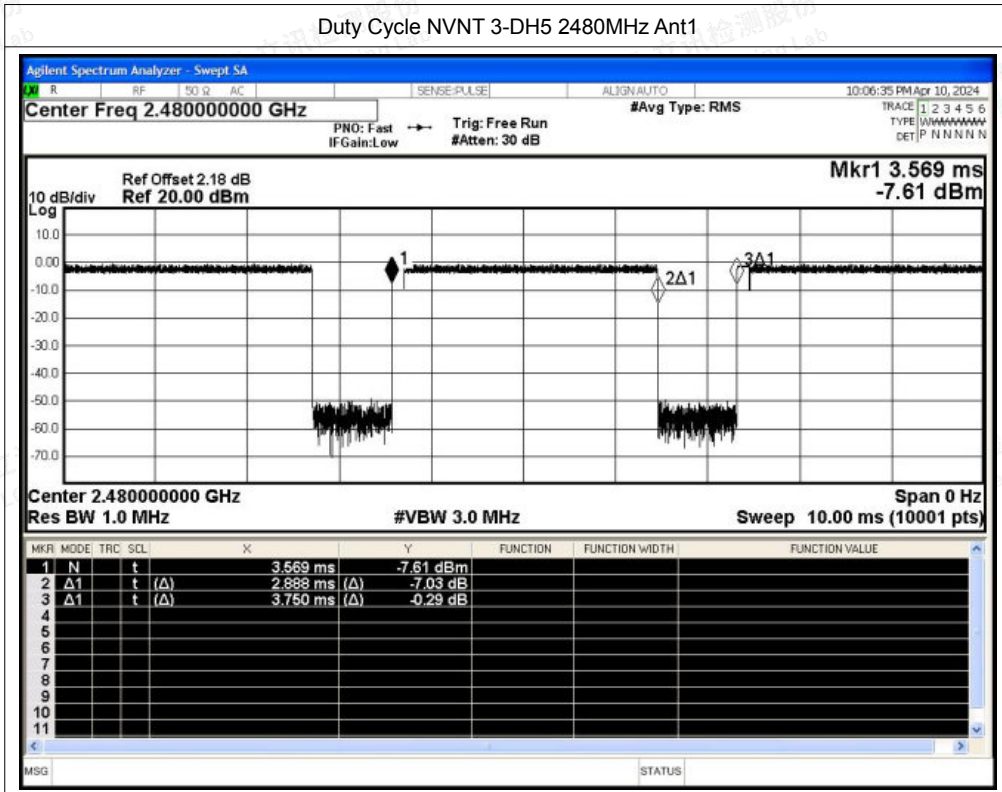 Duty Cycle NVNT 3-DH5 2480MHz Ant1
Agilent Spectrum Analyzer - Swept SA
LXI R RF 50 Ω AC SENSE:PULSE ALIGN AUTO 10:06:35 PM Apr 10, 2024
Center Freq 2.480000000 GHz #Avg Type: RMS TRACE 1 2 3 4 5 6
PNO: Fast Trig: Free Run TYPE WWWWWW
IFGain:Low #Atten: 30 dB DET P N N N N N
Mkr1 3.569 ms
-7.61 dBm
Ref Offset 2.18 dB
10 dB/div Ref 20.00 dBm
Log
10.0
0.00
-10.0
-20.0
-30.0
-40.0
-50.0
-60.0
-70.0
1
2Δ1
3Δ1
Center 2.480000000 GHz Span 0 Hz
Res BW 1.0 MHz #VBW 3.0 MHz Sweep 10.00 ms (10001 pts)
MKR MODE TRC SCL X Y FUNCTION FUNCTION WIDTH FUNCTION VALUE
1 N t 3.569 ms -7.61 dBm
2 Δ1 t (Δ) 2.888 ms (Δ) -7.03 dB
3 Δ1 t (Δ) 3.750 ms (Δ) -0.29 dB
4
5
6
7
8
9
10
11
MSG STATUS